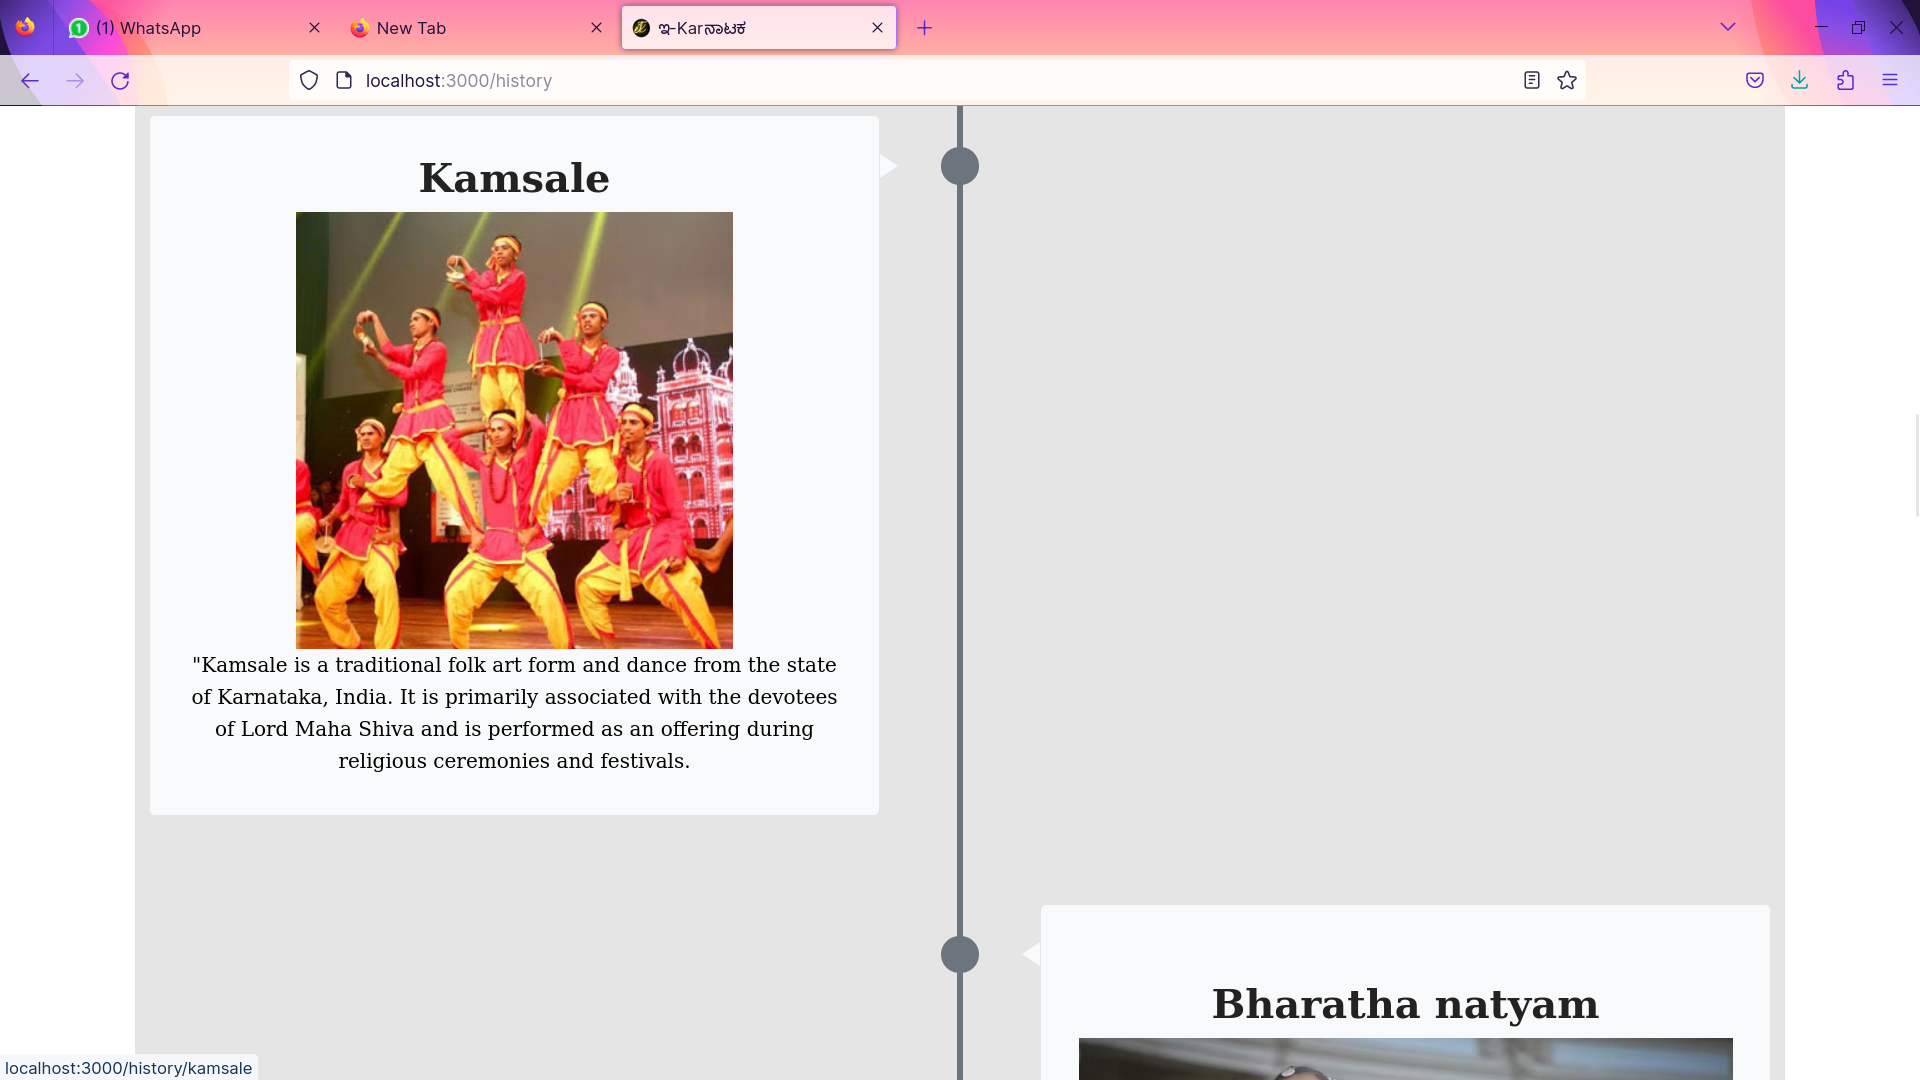 (1) WhatsApp
New Tab
ಇ-Karನಾಟಕ
localhost:3000/history
Kamsale
"Kamsale is a traditional folk art form and dance from the state
of Karnataka, India. It is primarily associated with the devotees
of Lord Maha Shiva and is performed as an offering during
religious ceremonies and festivals.
Bharatha natyam
localhost:3000/history/kamsale